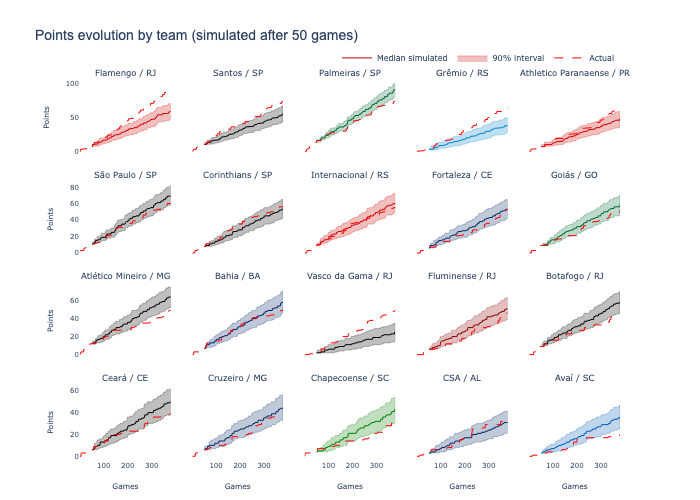 Points evolution by team (simulated after 50 games)
Median simulated 90% interval Actual
Flamengo / RJ Santos / SP Palmeiras / SP Grêmio / RS Athletico Paranaense / PR
100
50
0
Points
São Paulo / SP Corinthians / SP Internacional / RS Fortaleza / CE Goiás / GO
80
60
40
20
0
Points
Atlético Mineiro / MG Bahia / BA Vasco da Gama / RJ Fluminense / RJ Botafogo / RJ
60
40
20
0
Points
Ceará / CE Cruzeiro / MG Chapecoense / SC CSA / AL Avaí / SC
60
40
20
0
Points
100 200 300 100 200 300 100 200 300 100 200 300 100 200 300
Games Games Games Games Games